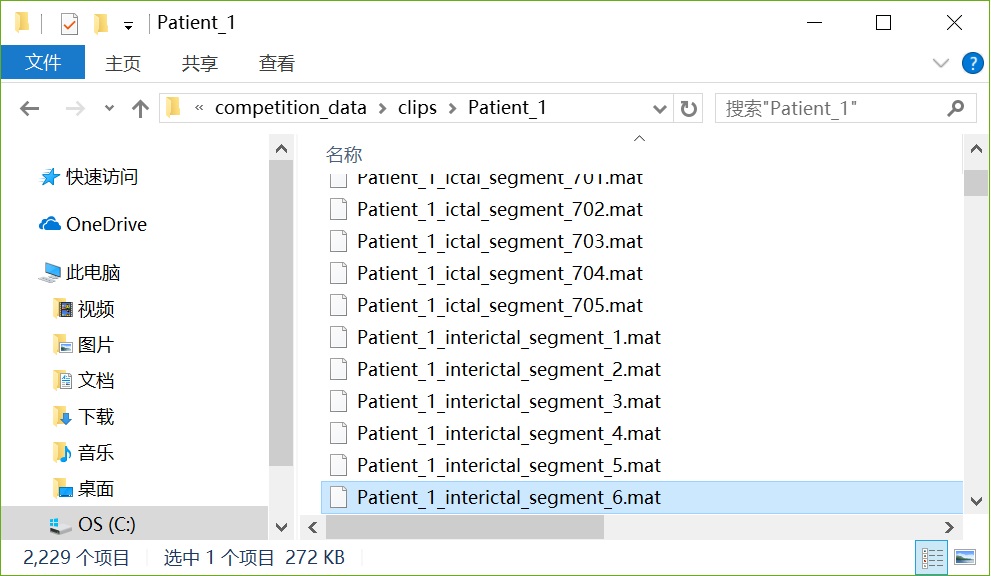 Patient_1
文件 主页 共享 查看 ?
« competition_data > clips > Patient_1 搜索"Patient_1"
名称
快速访问
OneDrive
此电脑
视频
图片
文档
下载
音乐
桌面
OS (C:)
Patient_1_ictal_segment_701.mat
Patient_1_ictal_segment_702.mat
Patient_1_ictal_segment_703.mat
Patient_1_ictal_segment_704.mat
Patient_1_ictal_segment_705.mat
Patient_1_interictal_segment_1.mat
Patient_1_interictal_segment_2.mat
Patient_1_interictal_segment_3.mat
Patient_1_interictal_segment_4.mat
Patient_1_interictal_segment_5.mat
Patient_1_interictal_segment_6.mat
2,229 个项目 选中 1 个项目 272 KB